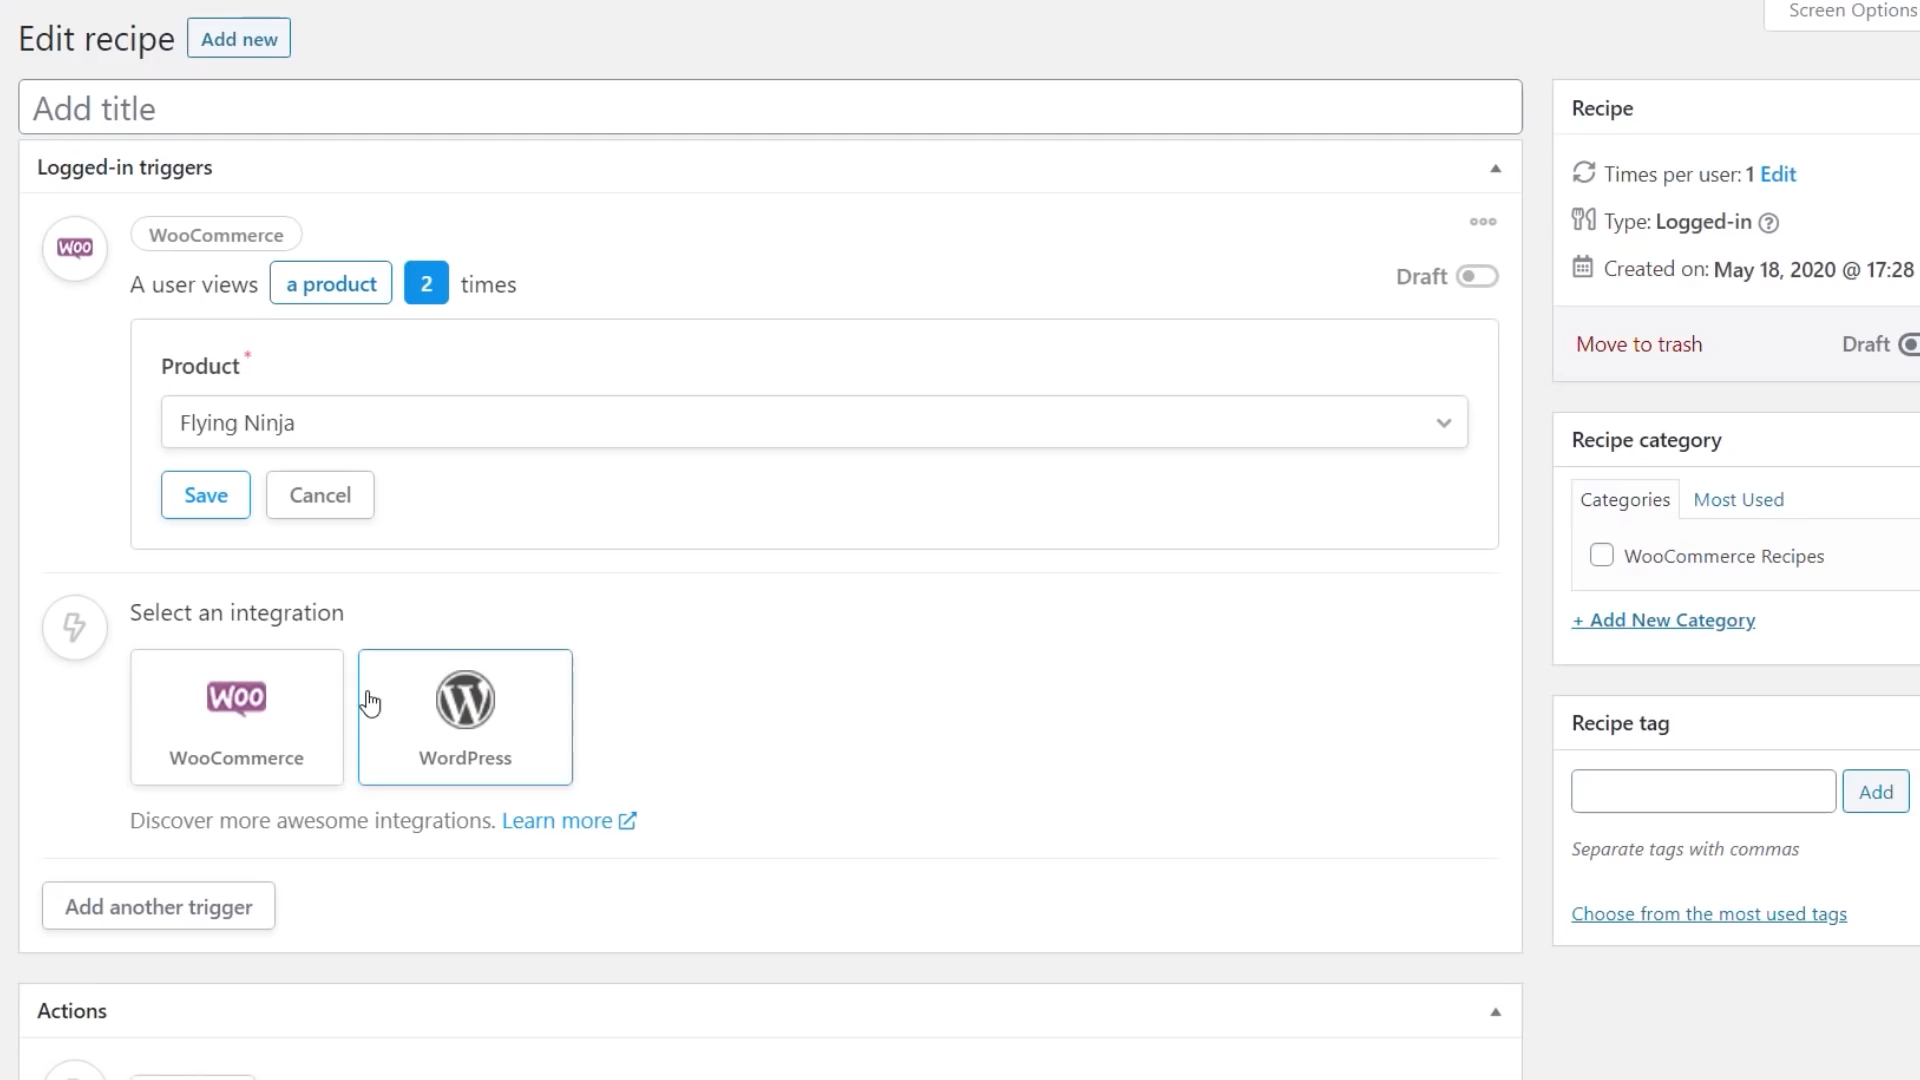 Screen Options
Edit recipe
Add new
Add title
Logged-in triggers
WOO
WooCommerce
A user views a product 2 times
Draft
Product *
Flying Ninja
Save
Cancel
Select an integration
WOO
WooCommerce
WordPress
Discover more awesome integrations. Learn more
Add another trigger
Actions
Recipe
Times per user: 1 Edit
Type: Logged-in ?
Created on: May 18, 2020 @ 17:28
Move to trash
Draft
Recipe category
Categories
Most Used
WooCommerce Recipes
+ Add New Category
Recipe tag
Add
Separate tags with commas
Choose from the most used tags